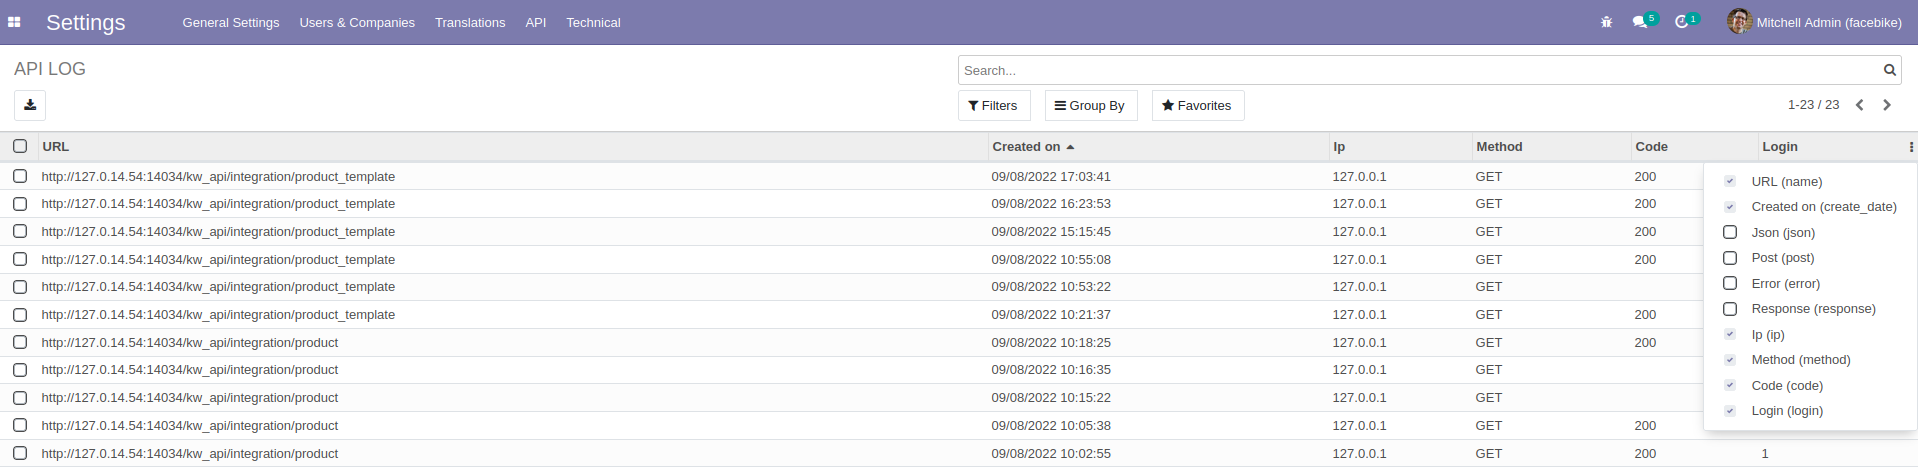 Settings General Settings Users & Companies Translations API Technical 5 1 Mitchell Admin (facebike)
API LOG Search...
Filters Group By Favorites 1-23 / 23
URL Created on Ip Method Code Login
http://127.0.14.54:14034/kw_api/integration/product_template 09/08/2022 17:03:41 127.0.0.1 GET 200
URL (name)
http://127.0.14.54:14034/kw_api/integration/product_template 09/08/2022 16:23:53 127.0.0.1 GET 200
Created on (create_date)
http://127.0.14.54:14034/kw_api/integration/product_template 09/08/2022 15:15:45 127.0.0.1 GET 200
Json (json)
http://127.0.14.54:14034/kw_api/integration/product_template 09/08/2022 10:55:08 127.0.0.1 GET 200
Post (post)
http://127.0.14.54:14034/kw_api/integration/product_template 09/08/2022 10:53:22 127.0.0.1 GET
Error (error)
http://127.0.14.54:14034/kw_api/integration/product_template 09/08/2022 10:21:37 127.0.0.1 GET 200
Response (response)
http://127.0.14.54:14034/kw_api/integration/product 09/08/2022 10:18:25 127.0.0.1 GET 200
Ip (ip)
http://127.0.14.54:14034/kw_api/integration/product 09/08/2022 10:16:35 127.0.0.1 GET
Method (method)
http://127.0.14.54:14034/kw_api/integration/product 09/08/2022 10:15:22 127.0.0.1 GET
Code (code)
http://127.0.14.54:14034/kw_api/integration/product 09/08/2022 10:05:38 127.0.0.1 GET 200
Login (login)
http://127.0.14.54:14034/kw_api/integration/product 09/08/2022 10:02:55 127.0.0.1 GET 200 1